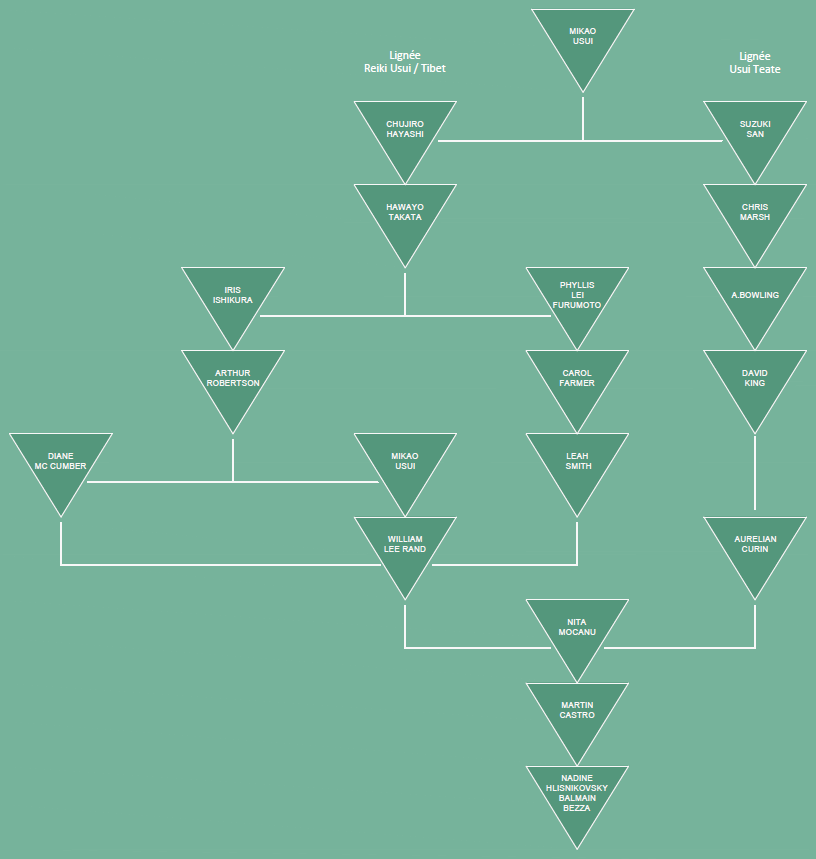 MIKAO
USUI
Lignée
Reiki Usui / Tibet
Lignée
Usui Teate
CHUJIRO
HAYASHI
SUZUKI
SAN
HAWAYO
TAKATA
CHRIS
MARSH
IRIS
ISHIKURA
PHYLLIS
LEI
FURUMOTO
A.BOWLING
ARTHUR
ROBERTSON
CAROL
FARMER
DAVID
KING
DIANE
MC CUMBER
MIKAO
USUI
LEAH
SMITH
WILLIAM
LEE RAND
AURELIAN
CURIN
NITA
MOCANU
MARTIN
CASTRO
NADINE
HLISNIKOVSKY
BALMAIN
BEZZA